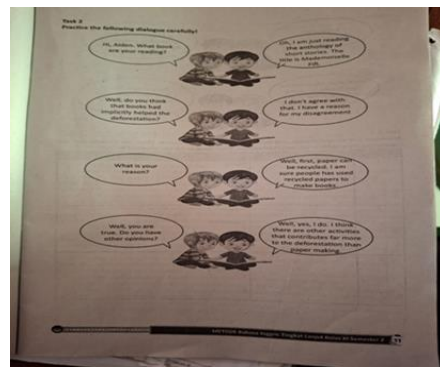 Task 3
Practice the following dialogue carefully!
Hi, Aiden. What book
are your reading?
Oh, I am just reading
the anthology of
short stories. The
title is Mademoiselle
Fifi.
Well, do you think
that books had
implicitly helped the
deforestation?
I don't agree with
that. I have a reason
for my disagreement
What is your
reason?
Well, first, paper can
be recycled. I am
sure people has used
recycled papers to
make books.
Well, you are
true. Do you have
other opinions?
Well, yes, I do. I think
there are other activities
that contributes far more
to the deforestation than
paper making.
Bahasa Inggris English Lanjut Kelas XI Semester 2